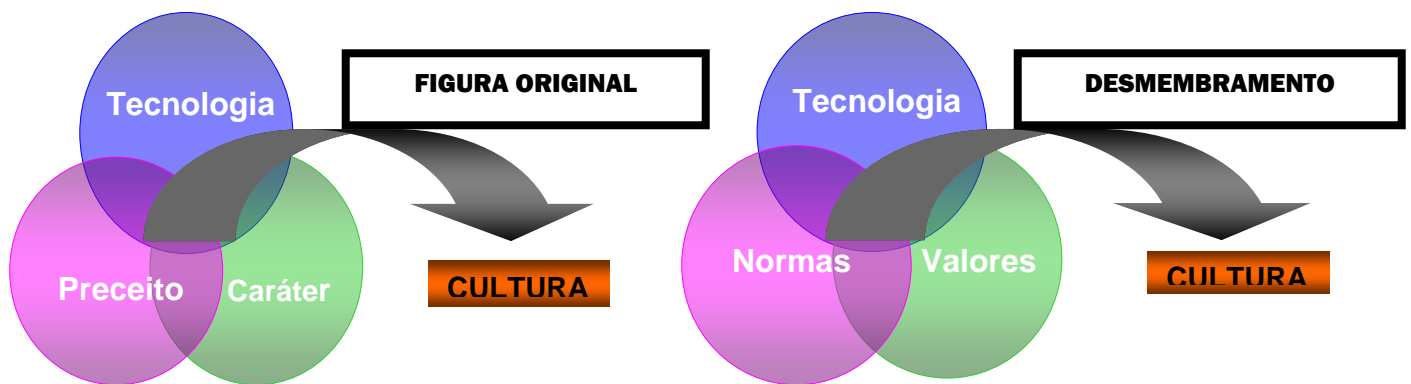 FIGURA ORIGINAL
Tecnologia
Preceito
Caráter
CULTURA
DESMEMBRAMENTO
Tecnologia
Normas
Valores
CULTURA